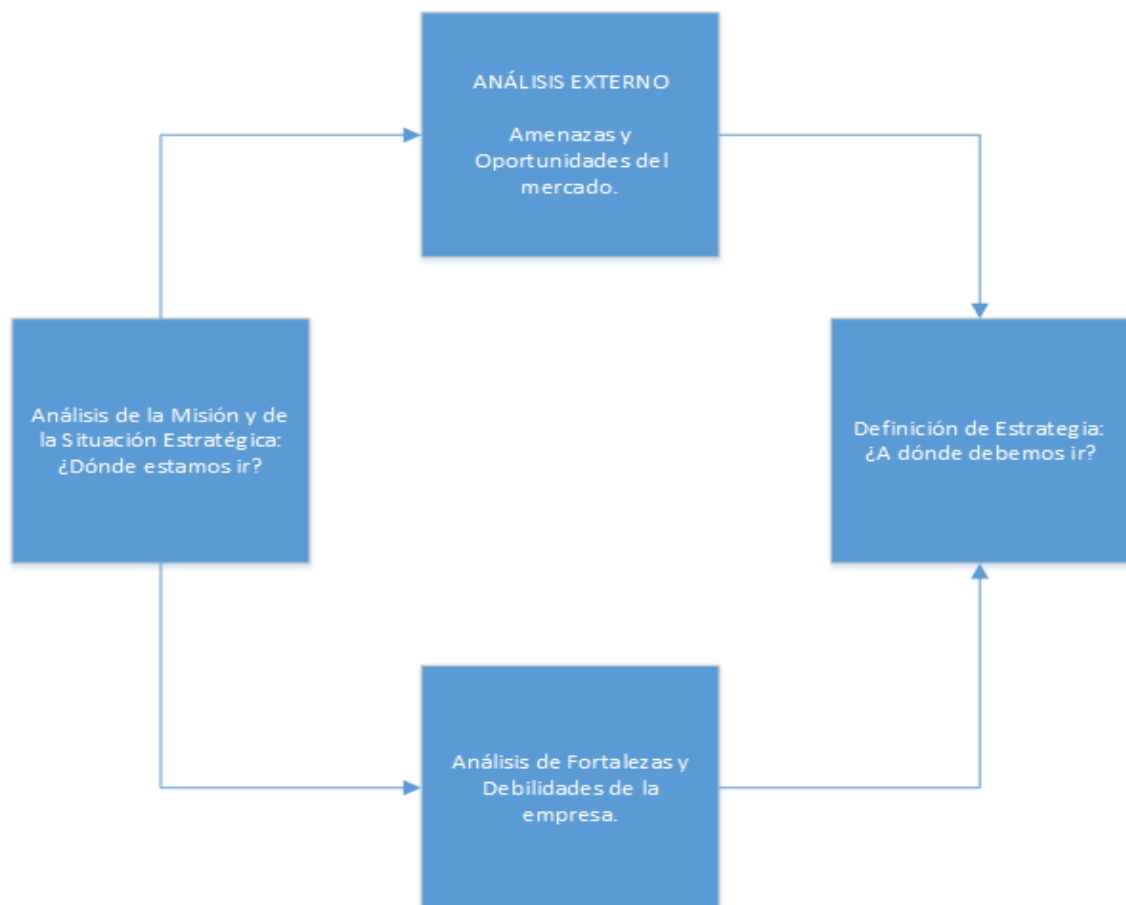 ANÁLISIS EXTERNO
Amenazas y
Oportunidades del
mercado.
Análisis de la Misión y de
la Situación Estratégica:
¿Dónde estamos ir?
Definición de Estrategia:
¿A dónde debemos ir?
Análisis de Fortalezas y
Debilidades de la
empresa.